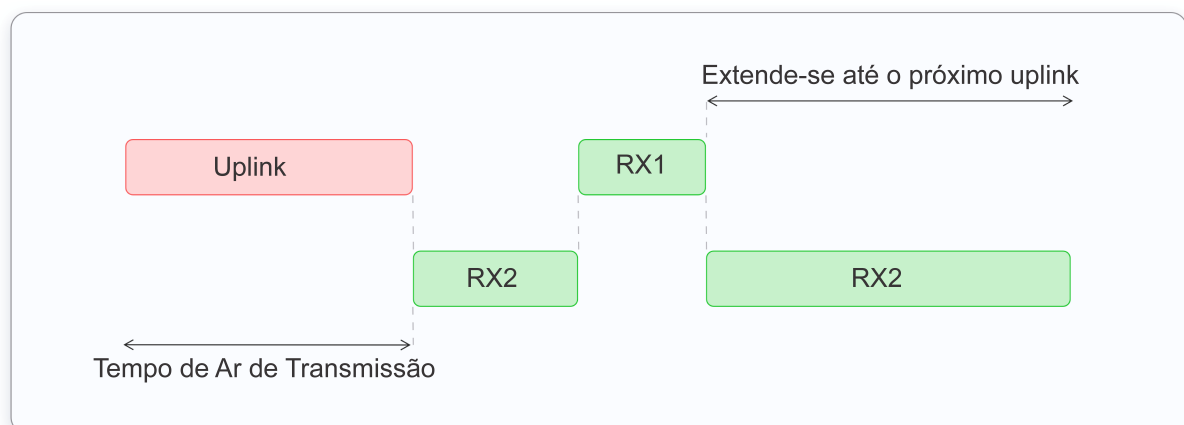 Extende-se até o próximo uplink
Uplink
RX1
RX2
RX2
Tempo de Ar de Transmissão